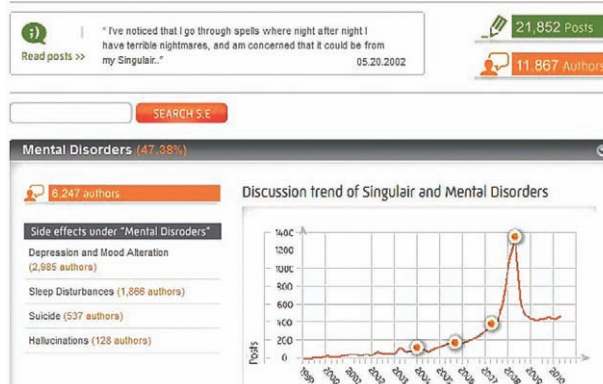 " I've noticed that I go through spells where night after night I
have terrible nightmares, and am concerned that it could be from
my Singulair.."
05.20.2002
Read posts >>
21,852 Posts
11,867 Authors
SEARCH S.E
Mental Disorders (47.38%)
6,247 authors
Side effects under "Mental Disroders"
Depression and Mood Alteration
(2,985 authors)
Sleep Disturbances (1,866 authors)
Suicide (537 authors)
Hallucinations (128 authors)
Discussion trend of Singulair and Mental Disorders
1400
1200
1000
800
600
400
200
0
Posts